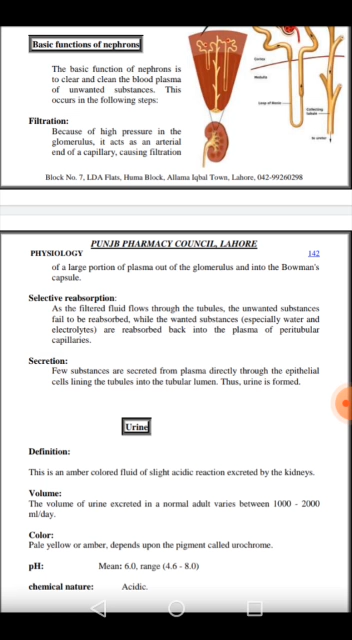 Basic functions of nephrons
The basic function of nephrons is
to clear and clean the blood plasma
of unwanted substances. This
occurs in the following steps:
Filtration:
Because of high pressure in the
glomerulus, it acts as an arterial
end of a capillary, causing filtration
Cortex
Medulla
Loop of Henle
Collecting
tubule
to ureter
Block No. 7, LDA Flats, Huma Block, Allama Iqbal Town, Lahore, 042-99260298
PUNJB PHARMACY COUNCIL, LAHORE
PHYSIOLOGY 142
of a large portion of plasma out of the glomerulus and into the Bowman's
capsule.
Selective reabsorption:
As the filtered fluid flows through the tubules, the unwanted substances
fail to be reabsorbed, while the wanted substances (especially water and
electrolytes) are reabsorbed back into the plasma of peritubular
capillaries.
Secretion:
Few substances are secreted from plasma directly through the epithelial
cells lining the tubules into the tubular lumen. Thus, urine is formed.
Urine
Definition:
This is an amber colored fluid of slight acidic reaction excreted by the kidneys.
Volume:
The volume of urine excreted in a normal adult varies between 1000 - 2000
ml/day.
Color:
Pale yellow or amber, depends upon the pigment called urochrome.
pH: Mean: 6.0, range (4.6 - 8.0)
chemical nature: Acidic.